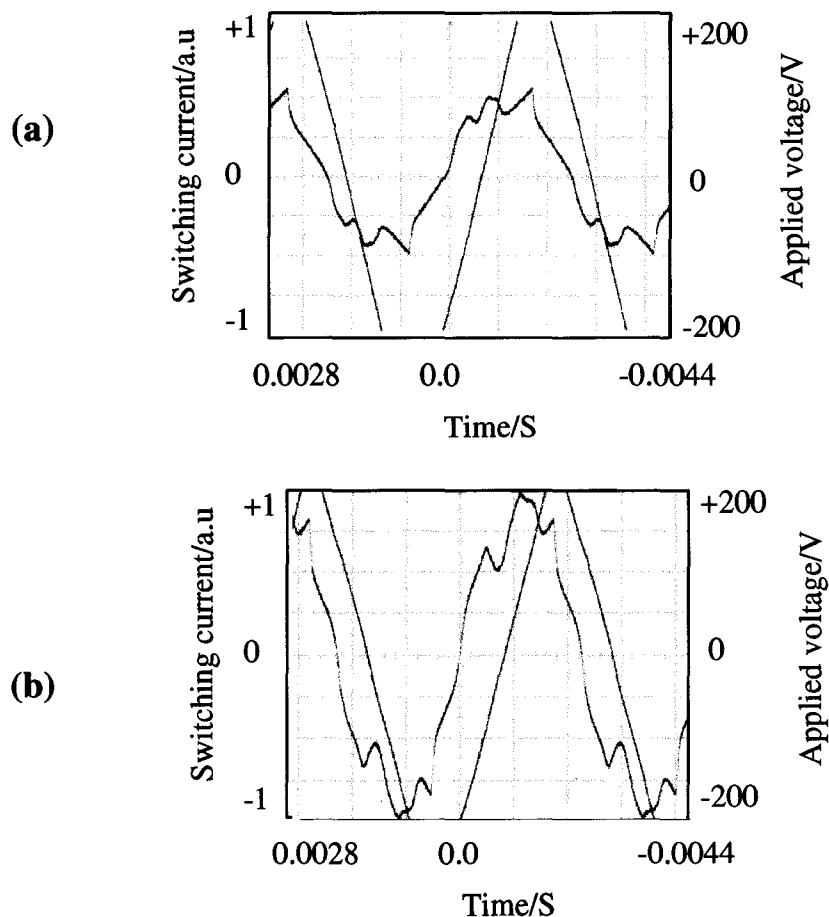 (a)
Switching current/a.u
+1
0
-1
+200
0
-200
Applied voltage/V
0.0028 0.0 -0.0044
Time/S
(b)
Switching current/a.u
+1
0
-1
+200
0
-200
Applied voltage/V
0.0028 0.0 -0.0044
Time/S